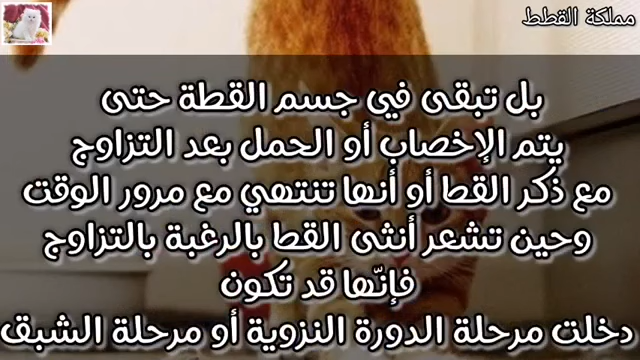 مملكة القطط
بل تبقى في جسم القطة حتى
يتم الإخصاب أو الحمل بعد التزاوج
مع ذكر القط أو أنها تنتهي مع مرور الوقت
وحين تشعر أنثى القط بالرغبة بالتزاوج
فإنّها قد تكون
دخلت مرحلة الدورة النزوية أو مرحلة الشبق